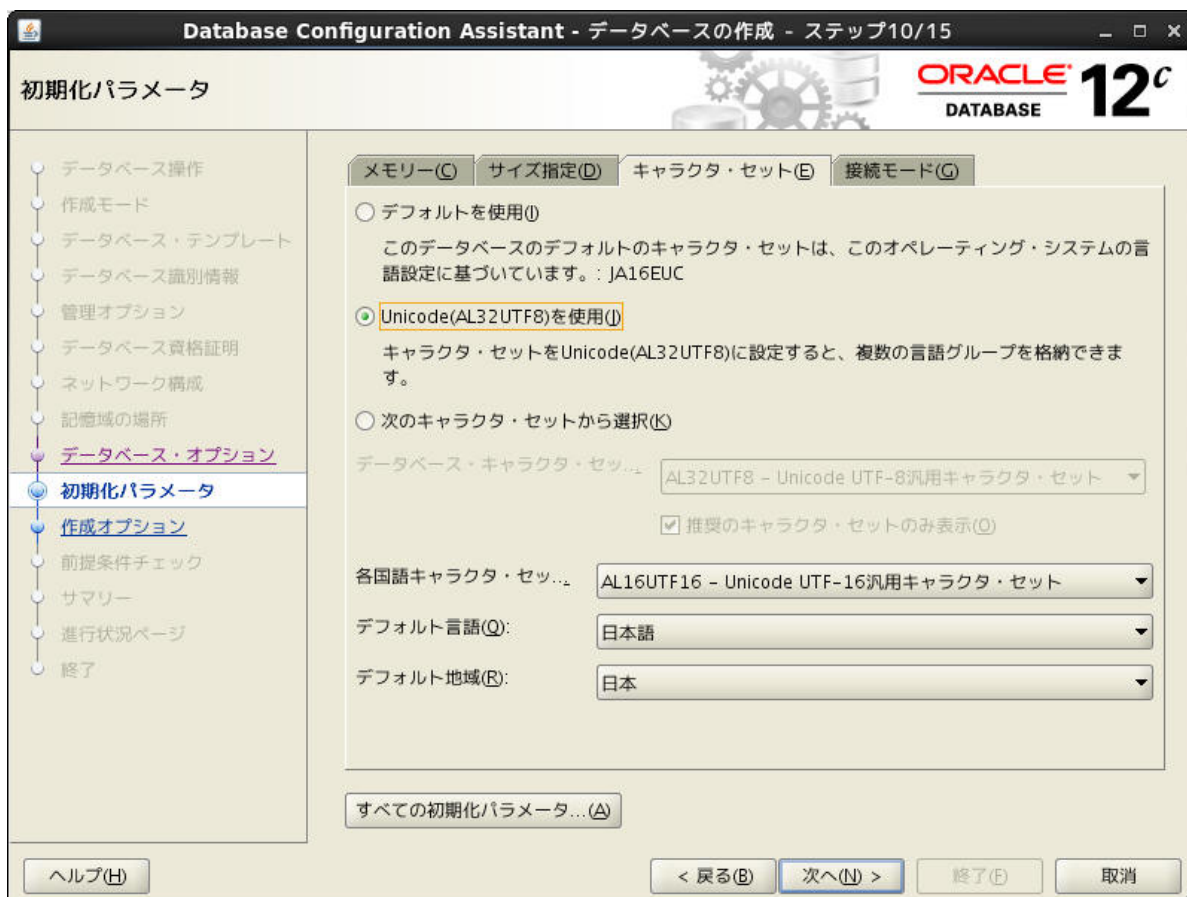 Database Configuration Assistant - データベースの作成 - ステップ10/15
初期化パラメータ
ORACLE
DATABASE
12c
データベース操作
作成モード
データベース・テンプレート
データベース識別情報
管理オプション
データベース資格証明
ネットワーク構成
記憶域の場所
データベース・オプション
初期化パラメータ
作成オプション
前提条件チェック
サマリー
進行状況ページ
終了
メモリー(C) サイズ指定(D) キャラクタ・セット(E) 接続モード(G)
デフォルトを使用(I)
このデータベースのデフォルトのキャラクタ・セットは、このオペレーティング・システムの言
語設定に基づいています。: JA16EUC
Unicode(AL32UTF8)を使用(J)
キャラクタ・セットをUnicode(AL32UTF8)に設定すると、複数の言語グループを格納できま
す。
次のキャラクタ・セットから選択(K)
データベース・キャラクタ・セッ...
AL32UTF8 – Unicode UTF-8汎用キャラクタ・セット
推奨のキャラクタ・セットのみ表示(O)
各国語キャラクタ・セッ...
AL16UTF16 – Unicode UTF-16汎用キャラクタ・セット
デフォルト言語(Q):
日本語
デフォルト地域(R):
日本
すべての初期化パラメータ...(A)
ヘルプ(H) < 戻る(B) 次へ(N) > 終了(F) 取消